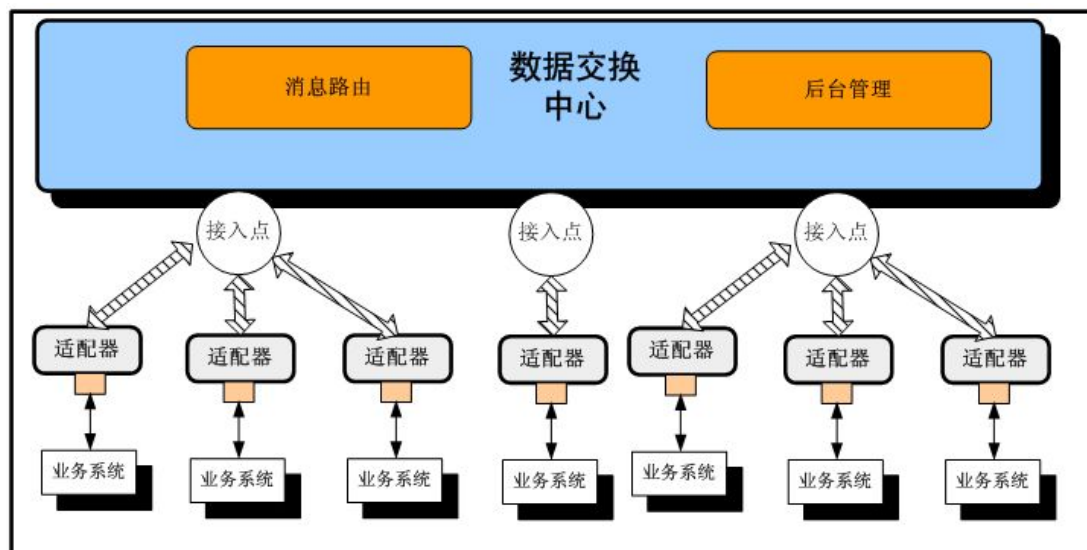 数据交换
中心
消息路由
后台管理
接入点
接入点
接入点
适配器
适配器
适配器
适配器
适配器
适配器
适配器
业务系统
业务系统
业务系统
业务系统
业务系统
业务系统
业务系统